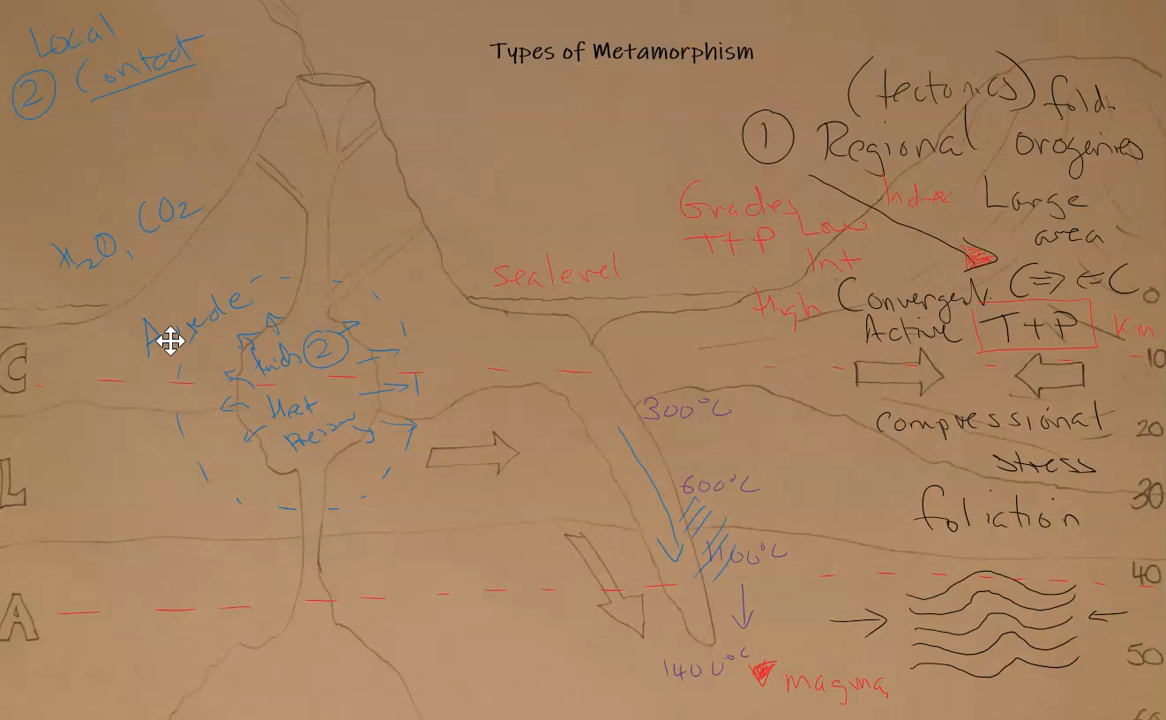 Types of Metamorphism
Local
② Contact
(tectonics) fold
① Regional orogenies
Large
area
H2O, CO2
Grades Index
T+P Low
Int
High
sealevel
Convergent C ⇒ ⇐ C
Active T+P
Km
0
10
20
30
40
50
C
L
A
fluids ②
Heat
300°C
600°C
1100°C
1400°C
magma
compressional
stress
foliation